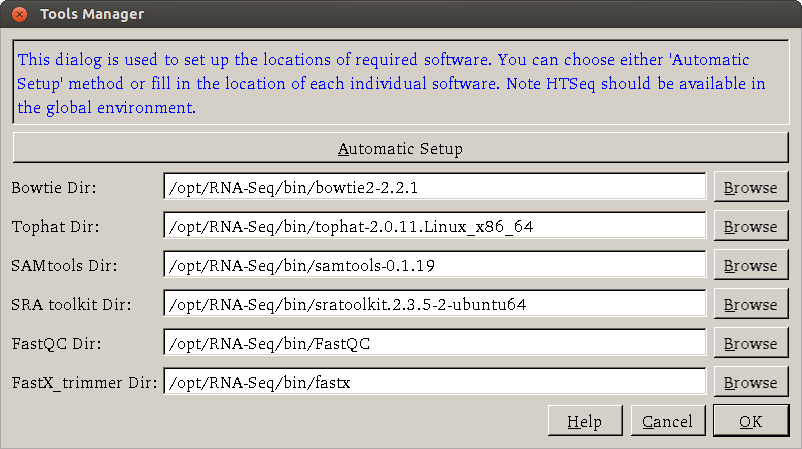 Tools Manager
This dialog is used to set up the locations of required software. You can choose either 'Automatic
Setup' method or fill in the location of each individual software. Note HTSeq should be available in
the global environment.
Automatic Setup
Bowtie Dir: /opt/RNA-Seq/bin/bowtie2-2.2.1 Browse
Tophat Dir: /opt/RNA-Seq/bin/tophat-2.0.11.Linux_x86_64 Browse
SAMtools Dir: /opt/RNA-Seq/bin/samtools-0.1.19 Browse
SRA toolkit Dir: /opt/RNA-Seq/bin/sratoolkit.2.3.5-2-ubuntu64 Browse
FastQC Dir: /opt/RNA-Seq/bin/FastQC Browse
FastX_trimmer Dir: /opt/RNA-Seq/bin/fastx Browse
Help Cancel OK